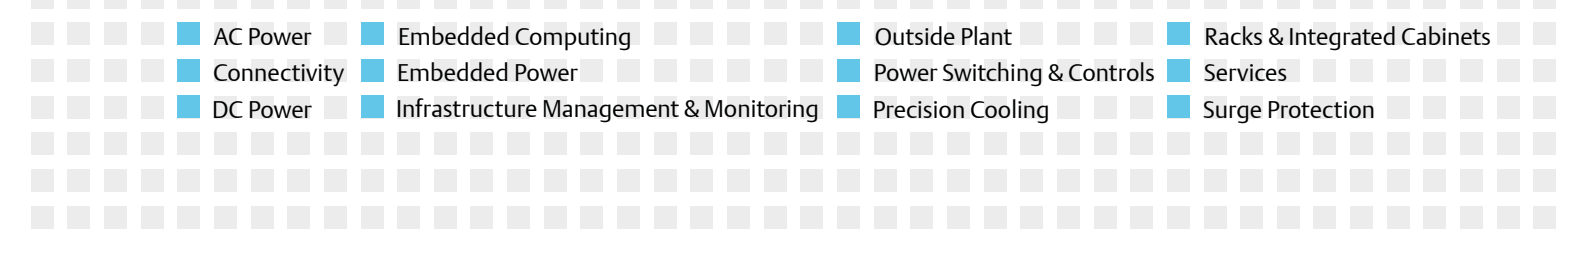 AC Power Embedded Computing Outside Plant Racks & Integrated Cabinets
Connectivity Embedded Power Power Switching & Controls Services
DC Power Infrastructure Management & Monitoring Precision Cooling Surge Protection